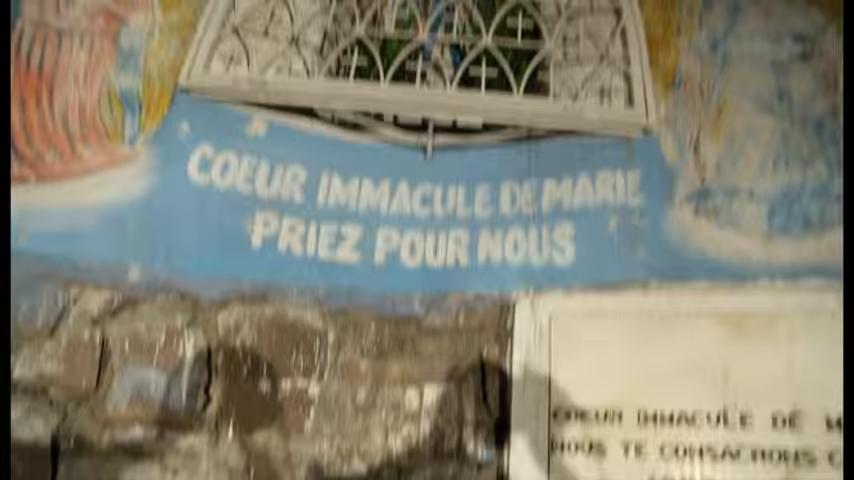 COEUR IMMACULE DE MARIE
PRIEZ POUR NOUS
COEUR IMMACULE DE
NOUS TE CONSACRONS